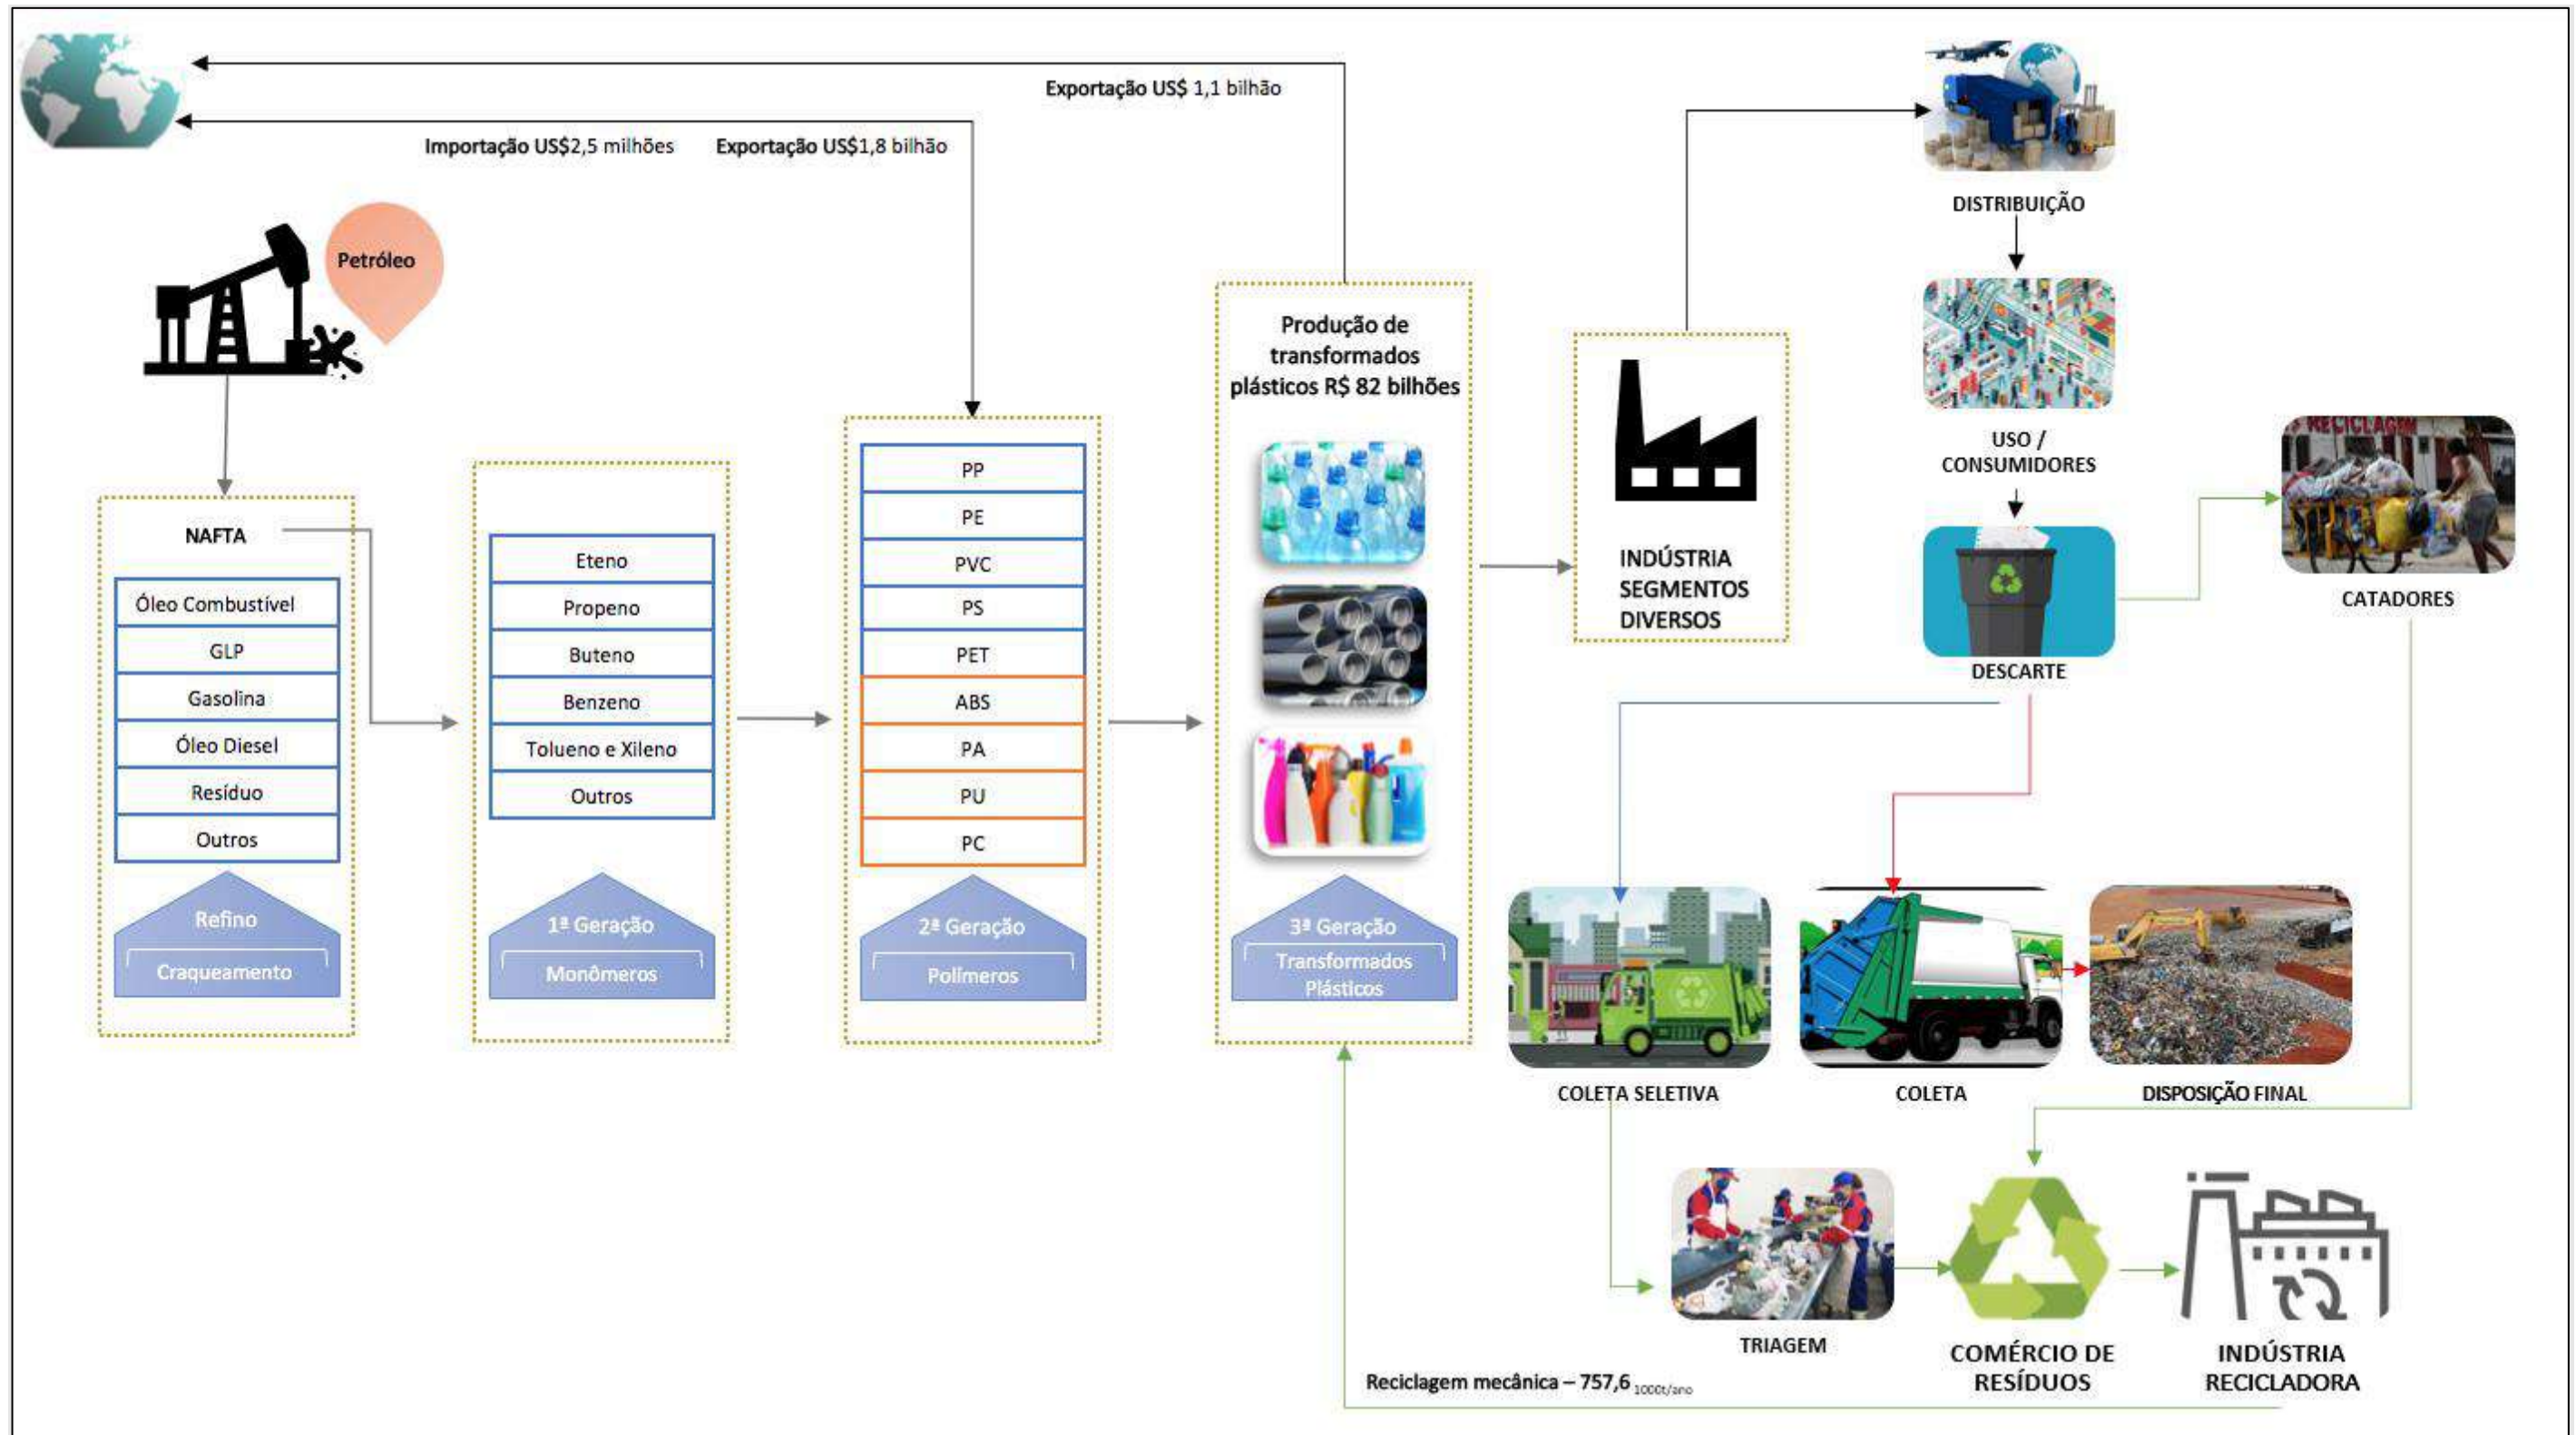 Exportação US$ 1,1 bilhão
Importação US$2,5 milhões
Exportação US$1,8 bilhão
Petróleo
NAFTA
Óleo Combustível
GLP
Gasolina
Óleo Diesel
Resíduo
Outros
Refino
Craqueamento
Eteno
Propeno
Buteno
Benzeno
Tolueno e Xileno
Outros
1ª Geração
Monômeros
PP
PE
PVC
PS
PET
ABS
PA
PU
PC
2ª Geração
Polímeros
Produção de
transformados
plásticos R$ 82 bilhões
3ª Geração
Transformados
Plásticos
INDÚSTRIA
SEGMENTOS
DIVERSOS
DISTRIBUIÇÃO
USO /
CONSUMIDORES
DESCARTE
RECICLAGEM
CATADORES
COLETA SELETIVA
COLETA
DISPOSIÇÃO FINAL
TRIAGEM
COMÉRCIO DE
RESÍDUOS
INDÚSTRIA
RECICLADORA
Reciclagem mecânica – 757,6 1000t/ano